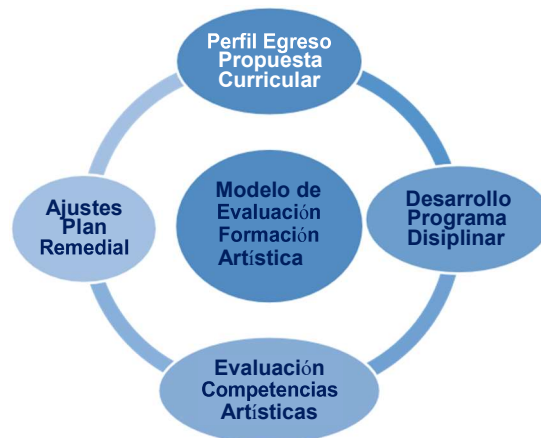 Perfil Egreso
Propuesta
Curricular
Modelo de
Evaluación
Formación
Artística
Ajustes
Plan
Remedial
Desarrollo
Programa
Disiplinar
Evaluación
Competencias
Artísticas